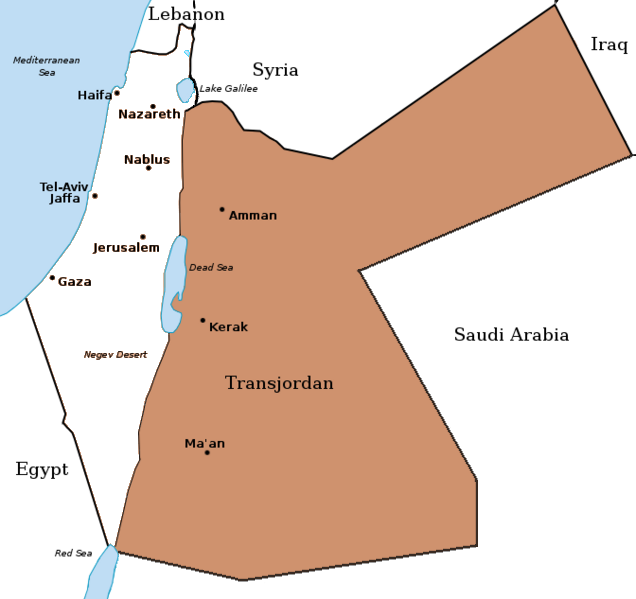 Lebanon
Iraq
Mediterranean
Sea
Syria
Lake Galilee
Haifa
Nazareth
Nablus
Tel-Aviv
Jaffa
Amman
Jerusalem
Dead Sea
Gaza
Kerak
Saudi Arabia
Negev Desert
Transjordan
Ma'an
Egypt
Red Sea